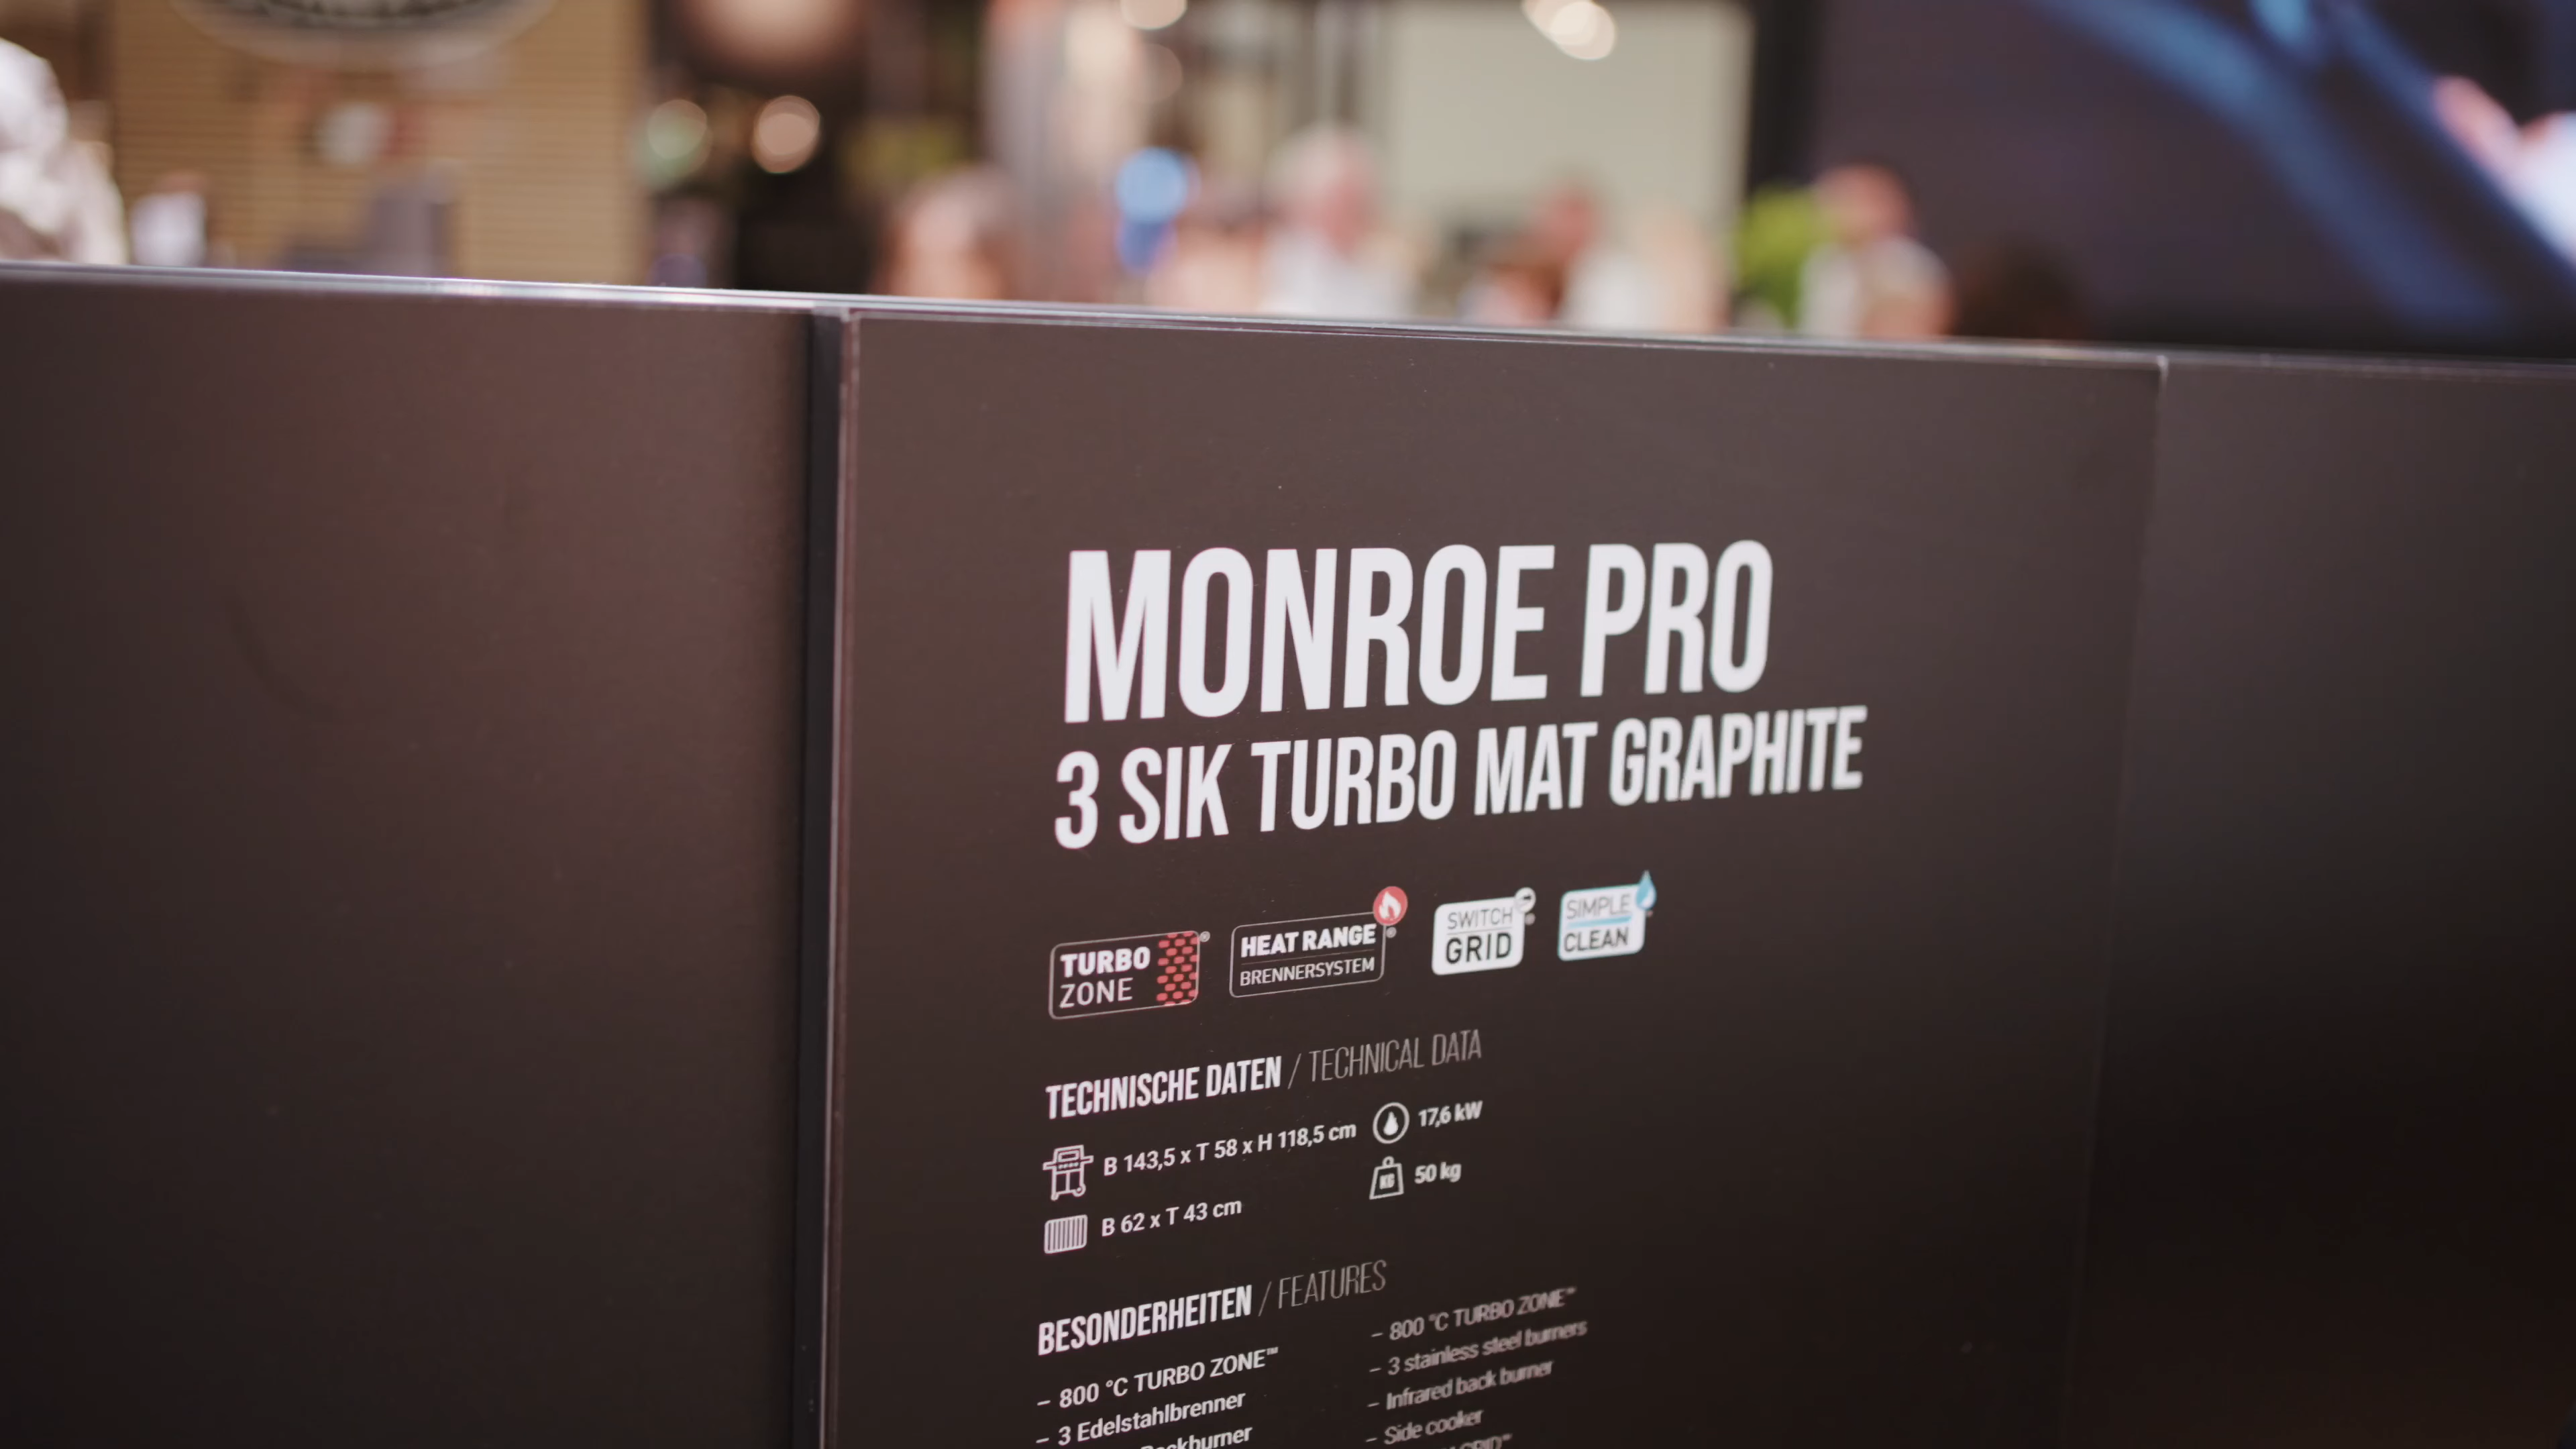 MONROE PRO
3 SIK TURBO MAT GRAPHITE
TURBO
ZONE
®
HEAT RANGE
BRENNERSYSTEM
®
SWITCH
GRID
SIMPLE
CLEAN
TECHNISCHE DATEN / TECHNICAL DATA
B 143,5 x T 58 x H 118,5 cm
17,6 kW
B 62 x T 43 cm
KG
50 kg
BESONDERHEITEN / FEATURES
– 800 °C TURBO ZONE™
– 3 Edelstahlbrenner
– 800 °C TURBO ZONE™
– 3 stainless steel burners
– Infrared back burner
– Side cooker